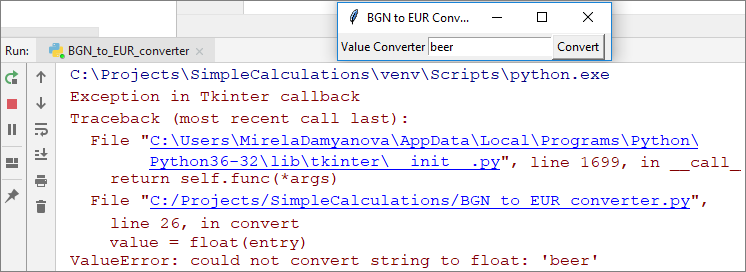 BGN to EUR Conv...
Value Converter beer Convert
Run: BGN_to_EUR_converter
C:\Projects\SimpleCalculations\venv\Scripts\python.exe
Exception in Tkinter callback
Traceback (most recent call last):
File "C:\Users\MirelaDamyanova\AppData\Local\Programs\Python\
Python36-32\lib\tkinter\__init__.py", line 1699, in __call_
return self.func(*args)
File "C:/Projects/SimpleCalculations/BGN_to_EUR_converter.py",
line 26, in convert
value = float(entry)
ValueError: could not convert string to float: 'beer'